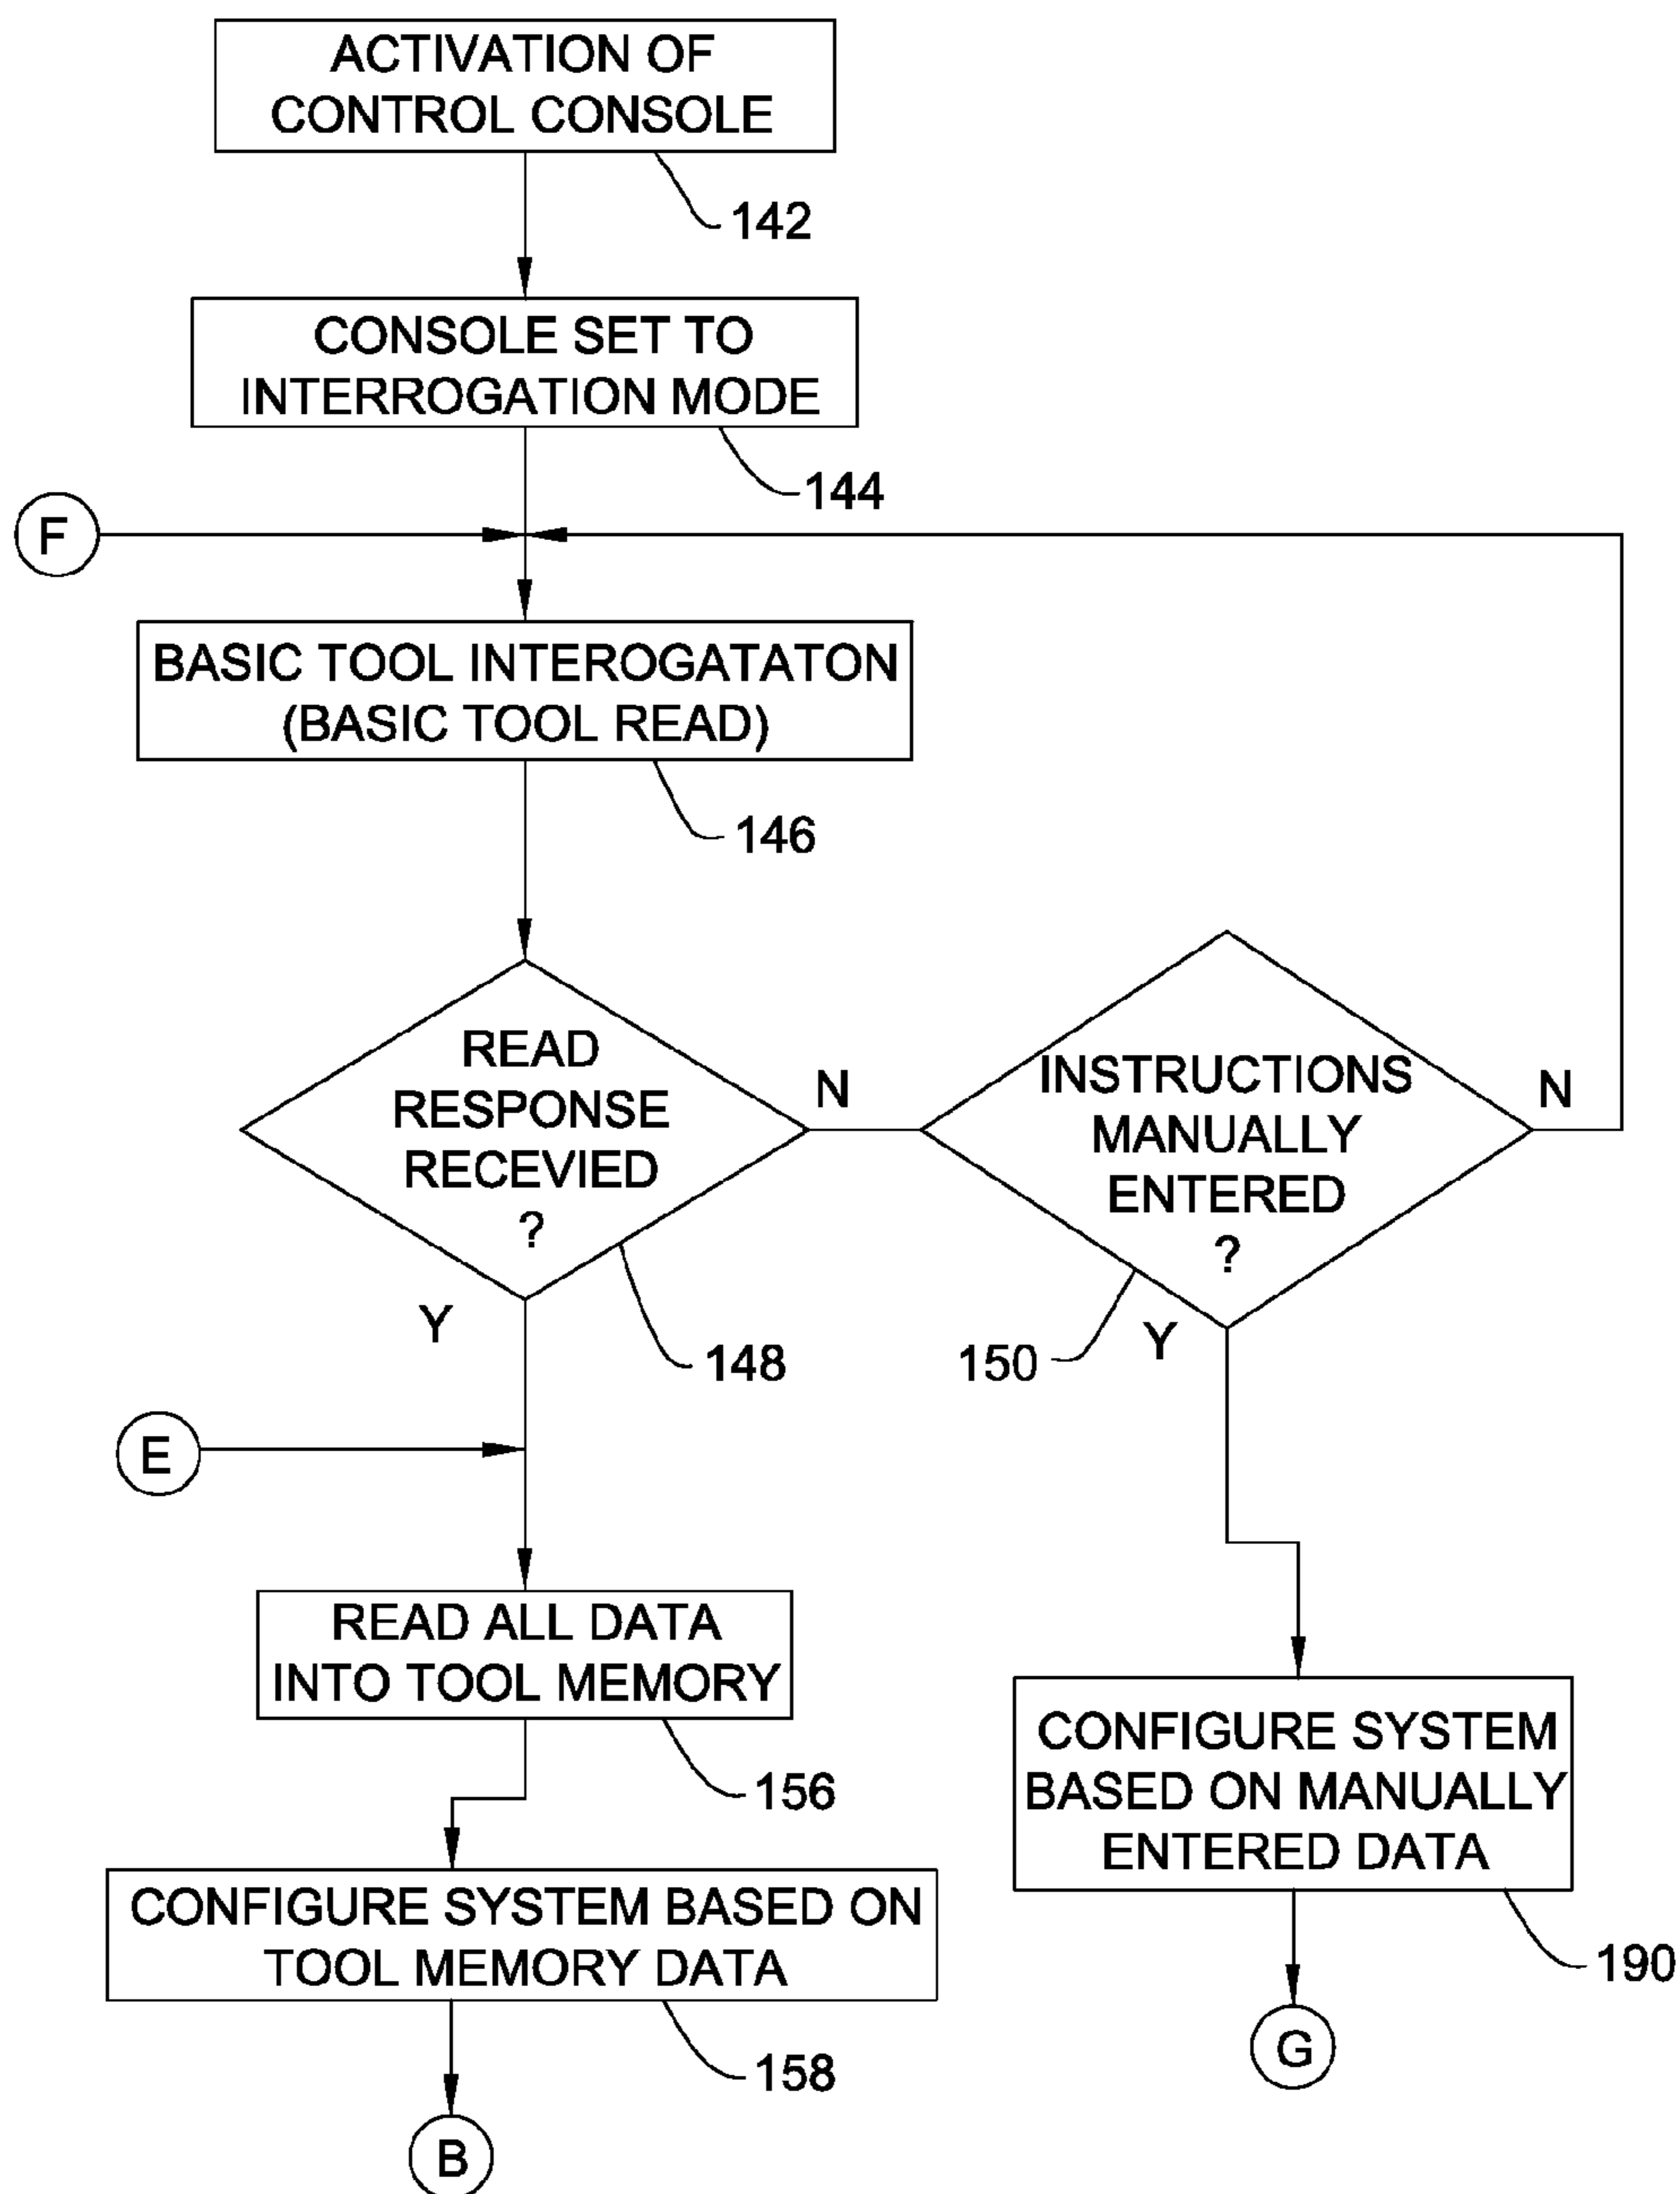 ACTIVATION OF
CONTROL CONSOLE
142
CONSOLE SET TO
INTERROGATION MODE
144
F
BASIC TOOL INTEROGATATON
(BASIC TOOL READ)
146
READ
RESPONSE
RECEVIED
?
N
INSTRUCTIONS
MANUALLY
ENTERED
?
N
Y
148
150
Y
E
READ ALL DATA
INTO TOOL MEMORY
156
CONFIGURE SYSTEM
BASED ON MANUALLY
ENTERED DATA
190
CONFIGURE SYSTEM BASED ON
TOOL MEMORY DATA
158
G
B